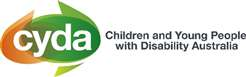 cyda
Children and Young People
with Disability Australia